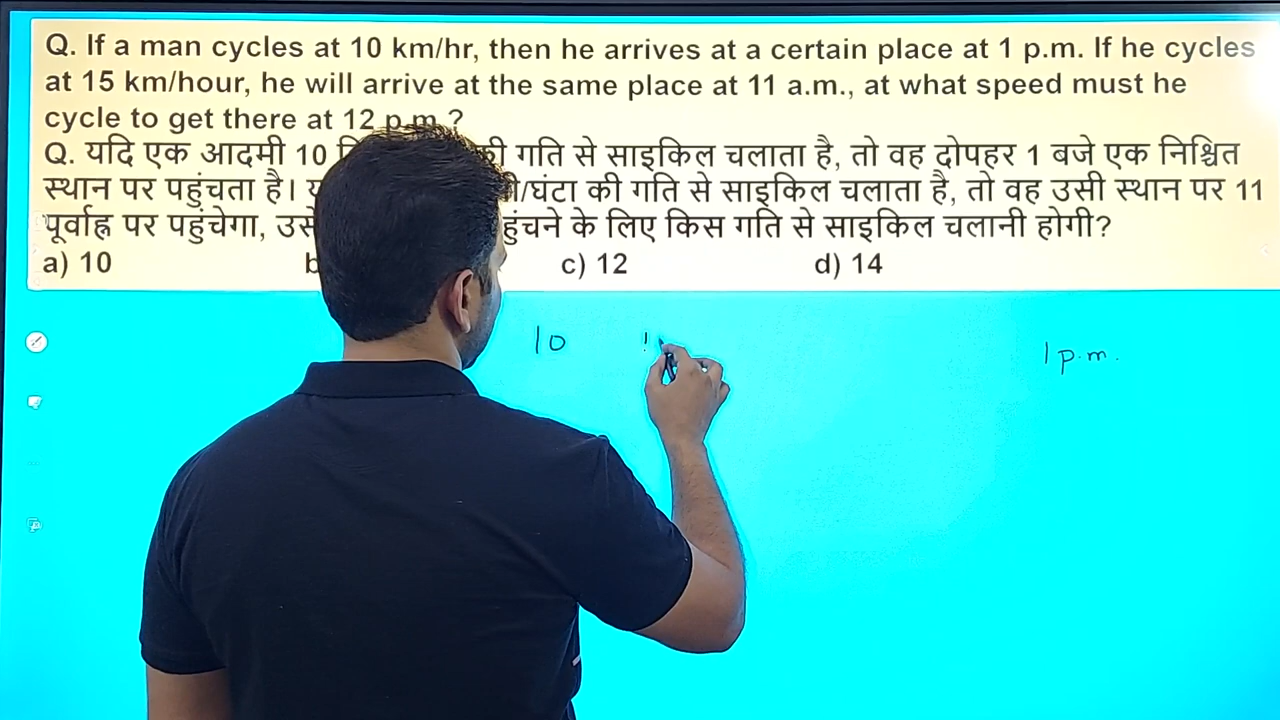 Q. If a man cycles at 10 km/hr, then he arrives at a certain place at 1 p.m. If he cycles
at 15 km/hour, he will arrive at the same place at 11 a.m., at what speed must he
cycle to get there at 12 p.m.?
Q. यदि एक आदमी 10 की गति से साइकिल चलाता है, तो वह दोपहर 1 बजे एक निश्चित
स्थान पर पहुंचता है। /घंटा की गति से साइकिल चलाता है, तो वह उसी स्थान पर 11
पूर्वाह्न पर पहुंचेगा, के लिए किस गति से साइकिल चलानी होगी?
a) 10 c) 12 d) 14
10 1 p.m.